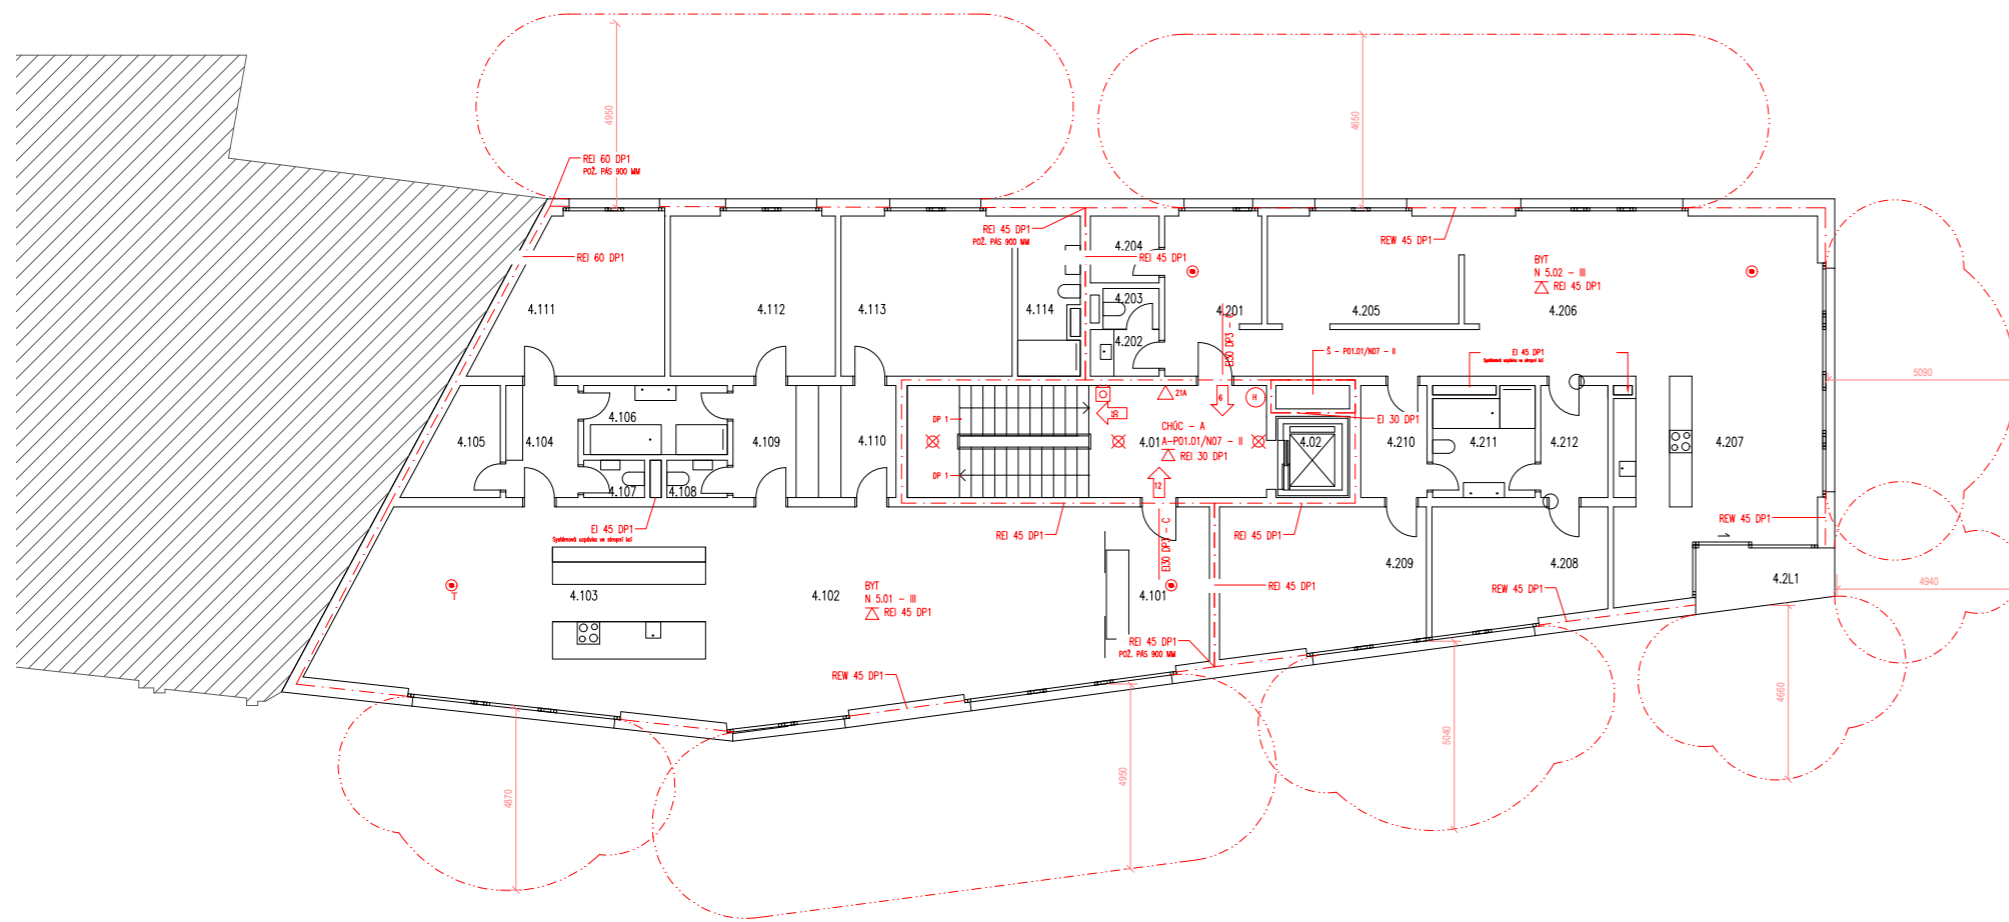 4950
4650
REI 60 DP1
POŽ. PÁS 900 MM
REI 45 DP1
POŽ. PÁS 900 MM
REW 45 DP1
REI 60 DP1
4.204
REI 45 DP1
BYT
N 5.02 - III
REI 45 DP1
4.111
4.112
4.113
4.114
4.203
4.201
4.205
4.206
4.202
EI30 DP3 - C
Š - P01.01/N07 - II
EI 45 DP1
5090
21A
6
H
18
DP 1
EI 30 DP1
4.106
CHÚC - A
4.105
4.104
4.109
4.110
4.01
A-P01.01/N07 - II
4.02
4.210
4.211
4.212
4.207
REI 30 DP1
DP 1
12
4.107
4.108
EI 45 DP1
REI 45 DP1
EI30 DP3 - C
REI 45 DP1
REW 45 DP1
4.209
4.208
4.2L1
4940
T
4.103
4.102
BYT
N 5.01 - III
REI 45 DP1
4.101
REI 45 DP1
REW 45 DP1
REI 45 DP1
POŽ. PÁS 900 MM
REW 45 DP1
4660
5040
4950
4870